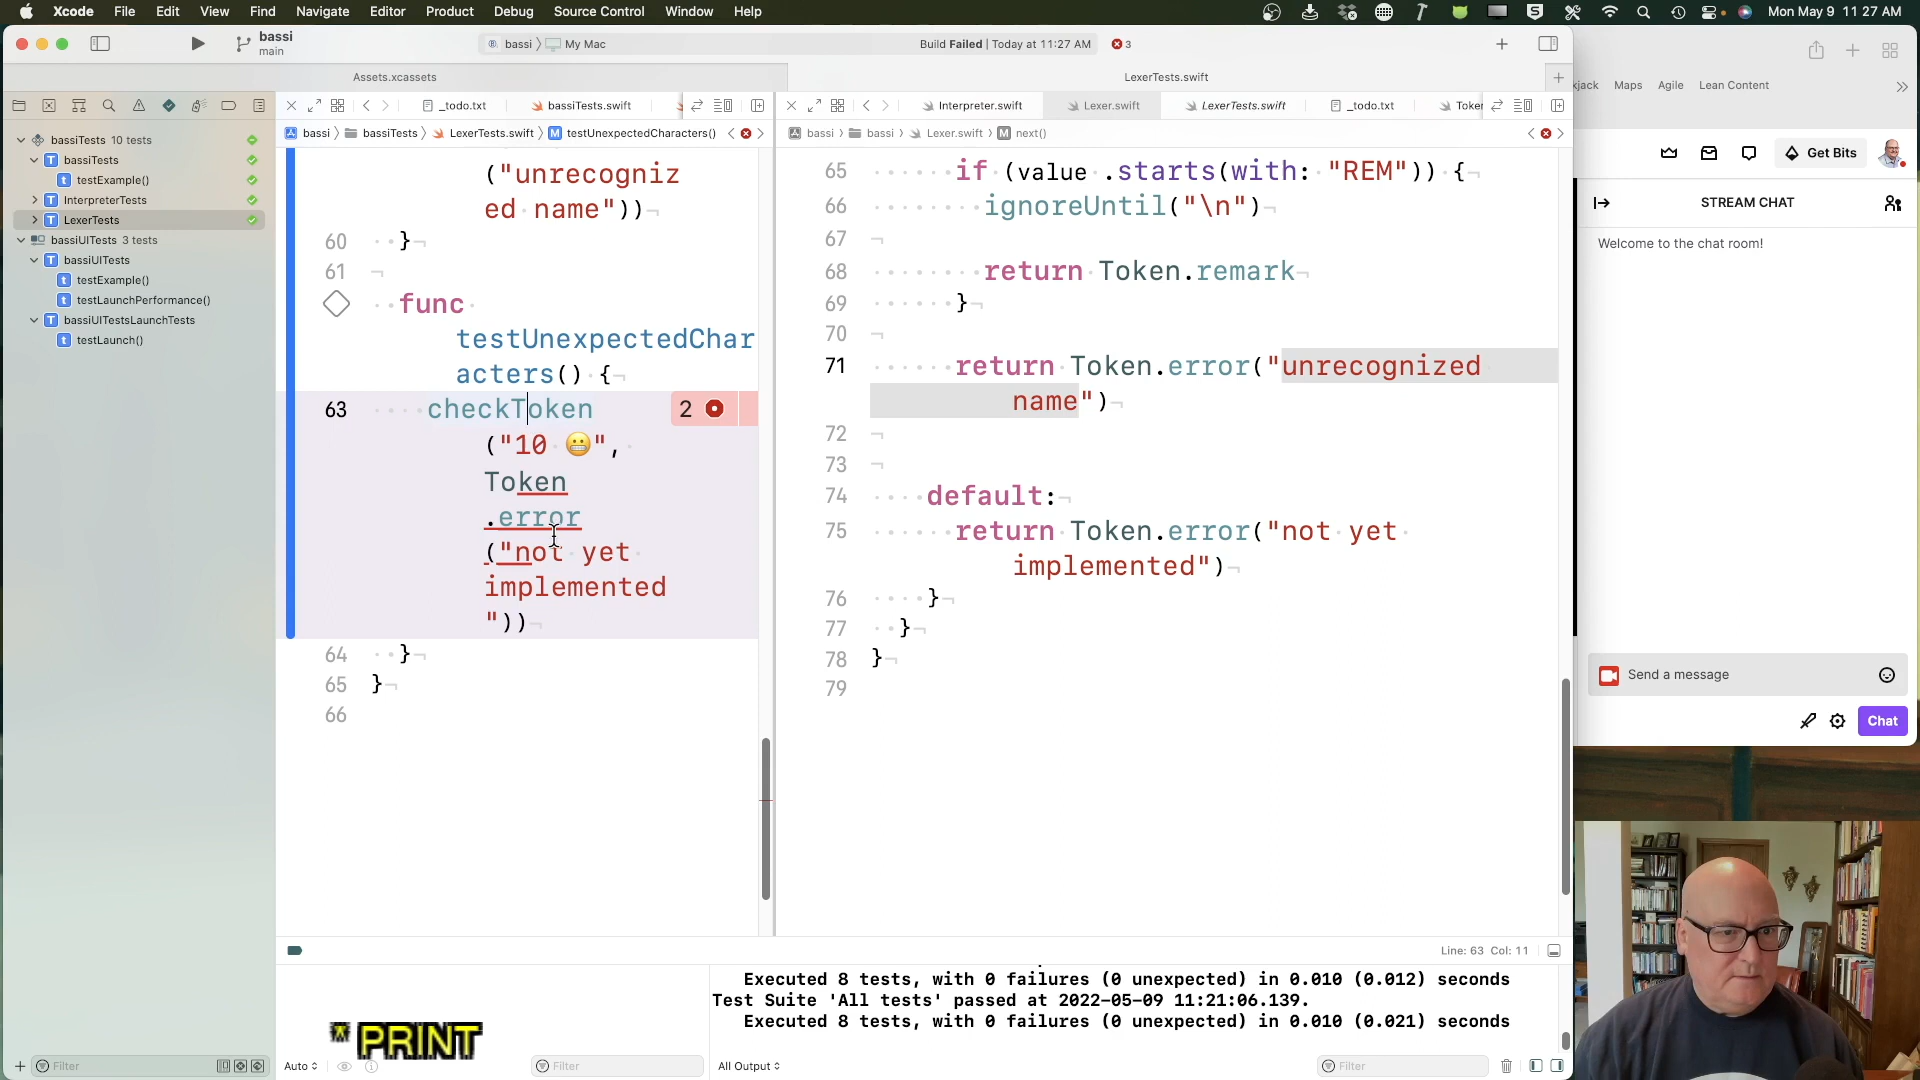 Xcode File Edit View Find Navigate Editor Product Debug Source Control Window Help
Mon May 9 11 27 AM
bassi
main
bassi My Mac
Build Failed | Today at 11:27 AM
3
Assets.xcassets
LexerTests.swift
_todo.txt
bassiTests.swift
Interpreter.swift
Lexer.swift
LexerTests.swift
_todo.txt
Token
bassi bassiTests LexerTests.swift M testUnexpectedCharacters()
bassi bassi Lexer.swift M next()
bassiTests 10 tests
T bassiTests
t testExample()
T InterpreterTests
T LexerTests
bassiUITests 3 tests
T bassiUITests
t testExample()
t testLaunchPerformance()
T bassiUITestsLaunchTests
t testLaunch()
("unrecogniz
ed name"))
60 }
61
func
testUnexpectedChar
acters() {
63 checkToken
2
("10 😬",
Token
.error
("not yet
implemented
"))
64 }
65 }
66
65 if (value .starts(with: "REM")) {
66 ignoreUntil("\n")
67
68 return Token.remark
69 }
70
71 return Token.error("unrecognized
name")
72
73
74 default:
75 return Token.error("not yet
implemented")
76 }
77 }
78 }
79
Line: 63 Col: 11
Executed 8 tests, with 0 failures (0 unexpected) in 0.010 (0.012) seconds
Test Suite 'All tests' passed at 2022-05-09 11:21:06.139.
Executed 8 tests, with 0 failures (0 unexpected) in 0.010 (0.021) seconds
* PRINT
Filter
Auto
Filter
All Output
Filter
kjack Maps Agile Lean Content
Get Bits
STREAM CHAT
Welcome to the chat room!
Send a message
Chat